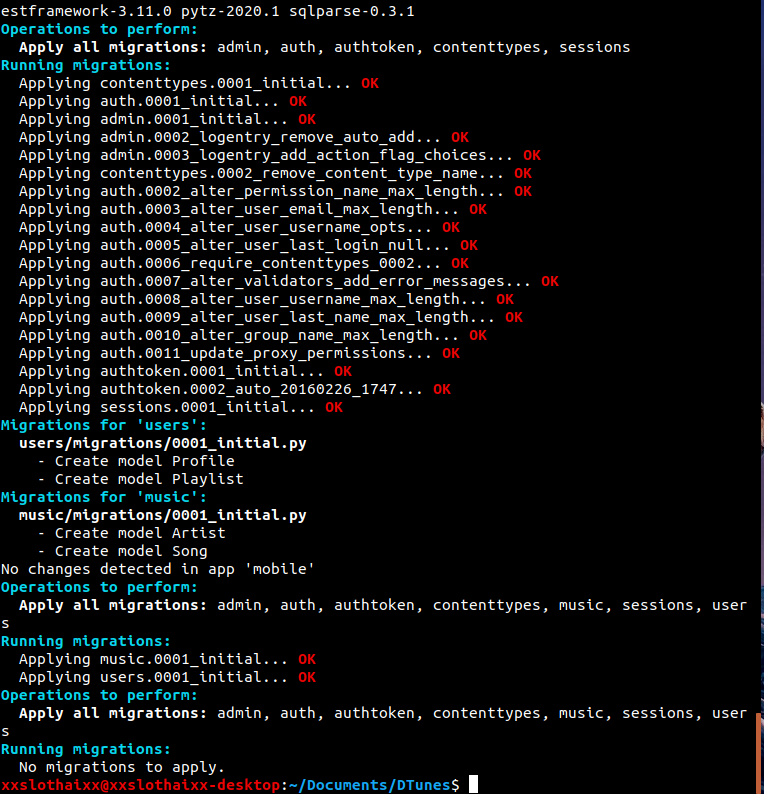 estframework-3.11.0 pytz-2020.1 sqlparse-0.3.1
Operations to perform:
  Apply all migrations: admin, auth, authtoken, contenttypes, sessions
Running migrations:
  Applying contenttypes.0001_initial... OK
  Applying auth.0001_initial... OK
  Applying admin.0001_initial... OK
  Applying admin.0002_logentry_remove_auto_add... OK
  Applying admin.0003_logentry_add_action_flag_choices... OK
  Applying contenttypes.0002_remove_content_type_name... OK
  Applying auth.0002_alter_permission_name_max_length... OK
  Applying auth.0003_alter_user_email_max_length... OK
  Applying auth.0004_alter_user_username_opts... OK
  Applying auth.0005_alter_user_last_login_null... OK
  Applying auth.0006_require_contenttypes_0002... OK
  Applying auth.0007_alter_validators_add_error_messages... OK
  Applying auth.0008_alter_user_username_max_length... OK
  Applying auth.0009_alter_user_last_name_max_length... OK
  Applying auth.0010_alter_group_name_max_length... OK
  Applying auth.0011_update_proxy_permissions... OK
  Applying authtoken.0001_initial... OK
  Applying authtoken.0002_auto_20160226_1747... OK
  Applying sessions.0001_initial... OK
Migrations for 'users':
  users/migrations/0001_initial.py
    - Create model Profile
    - Create model Playlist
Migrations for 'music':
  music/migrations/0001_initial.py
    - Create model Artist
    - Create model Song
No changes detected in app 'mobile'
Operations to perform:
  Apply all migrations: admin, auth, authtoken, contenttypes, music, sessions, user
s
Running migrations:
  Applying music.0001_initial... OK
  Applying users.0001_initial... OK
Operations to perform:
  Apply all migrations: admin, auth, authtoken, contenttypes, music, sessions, user
s
Running migrations:
  No migrations to apply.
xxslothaixx@xxslothaixx-desktop:~/Documents/DTunes$